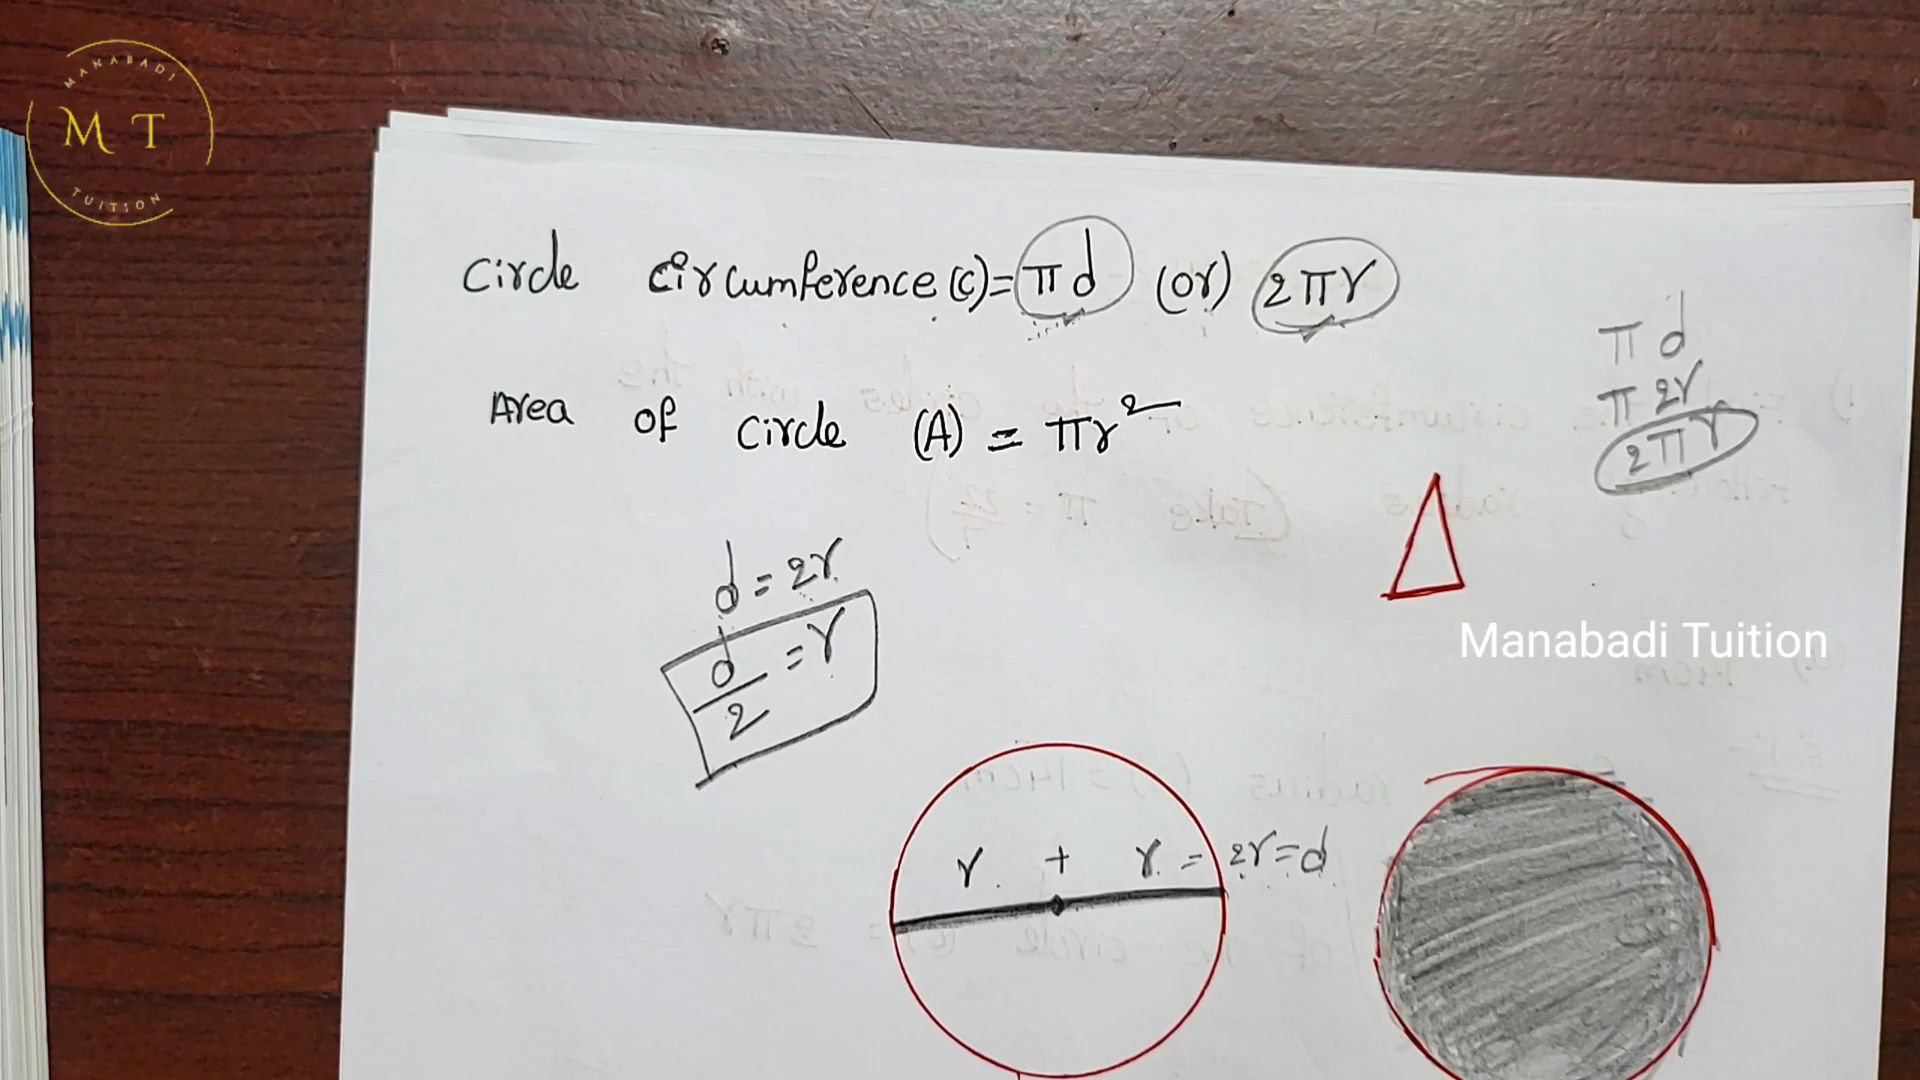 MANABADI
M T
TUITION
Circle Circumference (C) = πd (or) 2πr
Area of circle (A) = πr²
πd
π2r
2πr
d = 2r
d/2 = r
Manabadi Tuition
r + r = 2r = d